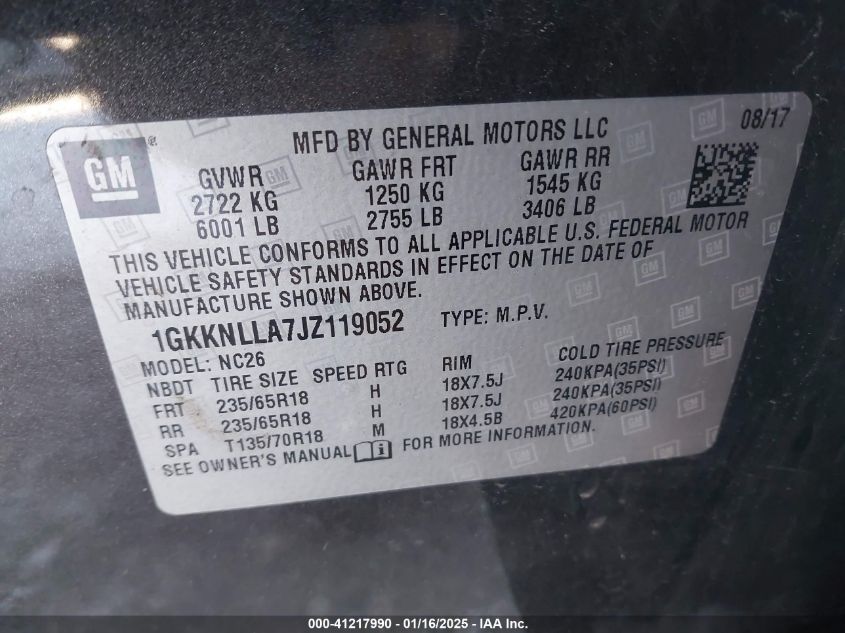 GM ®
MFD BY GENERAL MOTORS LLC
08/17
GVWR GAWR FRT GAWR RR
2722 KG 1250 KG 1545 KG
6001 LB 2755 LB 3406 LB
THIS VEHICLE CONFORMS TO ALL APPLICABLE U.S. FEDERAL MOTOR
VEHICLE SAFETY STANDARDS IN EFFECT ON THE DATE OF
MANUFACTURE SHOWN ABOVE.
1GKKNLLA7JZ119052 TYPE: M.P.V.
MODEL: NC26
NBDT TIRE SIZE SPEED RTG RIM COLD TIRE PRESSURE
FRT 235/65R18 H 18X7.5J 240KPA(35PSI)
RR 235/65R18 H 18X7.5J 240KPA(35PSI)
SPA T135/70R18 M 18X4.5B 420KPA(60PSI)
SEE OWNER'S MANUAL FOR MORE INFORMATION.
000-41217990 - 01/16/2025 - IAA Inc.